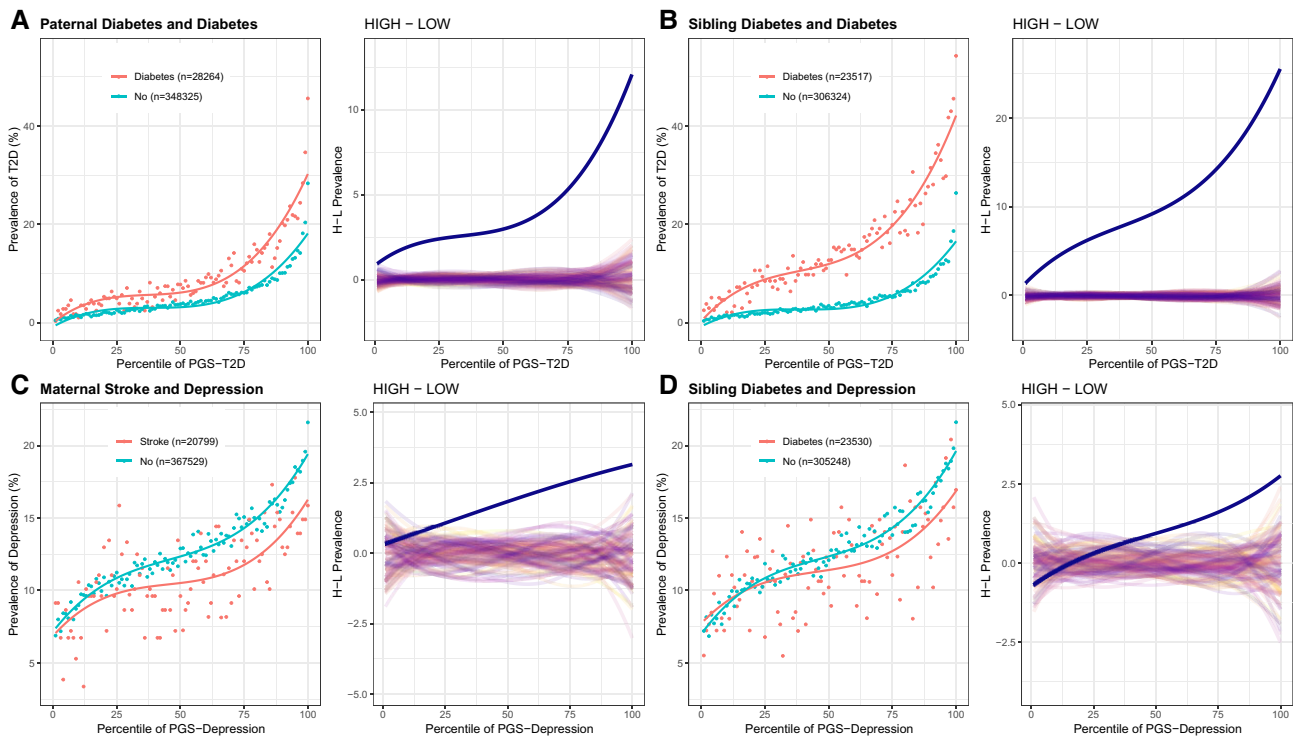 A Paternal Diabetes and Diabetes
Diabetes (n=28264)
No (n=348325)
Prevalence of T2D (%)
40
20
0
0 25 50 75 100
Percentile of PGS-T2D
HIGH − LOW
H−L Prevalence
10
5
0
0 25 50 75 100
Percentile of PGS-T2D
B Sibling Diabetes and Diabetes
Diabetes (n=23517)
No (n=306324)
Prevalence of T2D (%)
40
20
0
0 25 50 75 100
Percentile of PGS-T2D
HIGH − LOW
H−L Prevalence
20
10
0
0 25 50 75 100
Percentile of PGS-T2D
C Maternal Stroke and Depression
Stroke (n=20799)
No (n=367529)
Prevalence of Depression (%)
20
15
10
5
0 25 50 75 100
Percentile of PGS-Depression
HIGH − LOW
H−L Prevalence
5.0
2.5
0.0
−2.5
−5.0
0 25 50 75 100
Percentile of PGS-Depression
D Sibling Diabetes and Depression
Diabetes (n=23530)
No (n=305248)
Prevalence of Depression (%)
20
15
10
5
0 25 50 75 100
Percentile of PGS-Depression
HIGH − LOW
H−L Prevalence
5.0
2.5
0.0
−2.5
0 25 50 75 100
Percentile of PGS-Depression